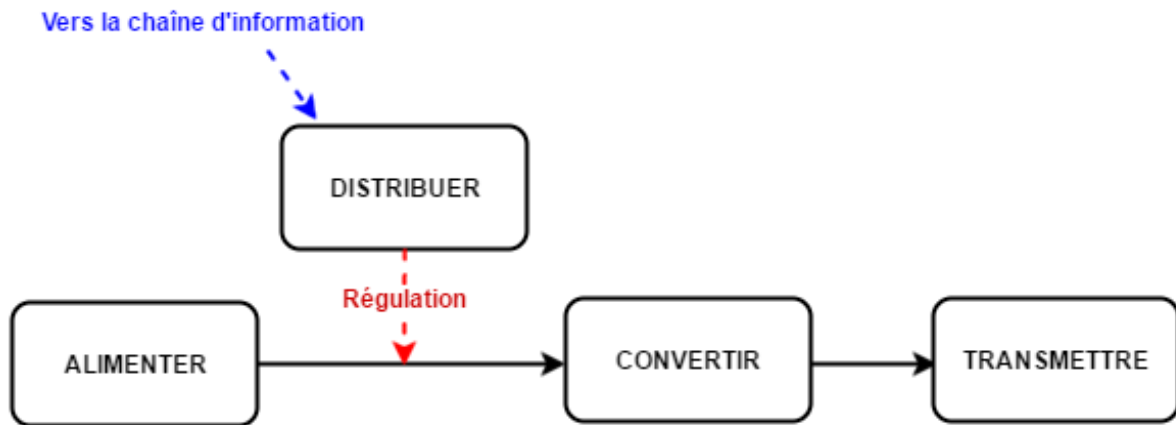 Vers la chaîne d'information
DISTRIBUER
Régulation
ALIMENTER
CONVERTIR
TRANSMETTRE